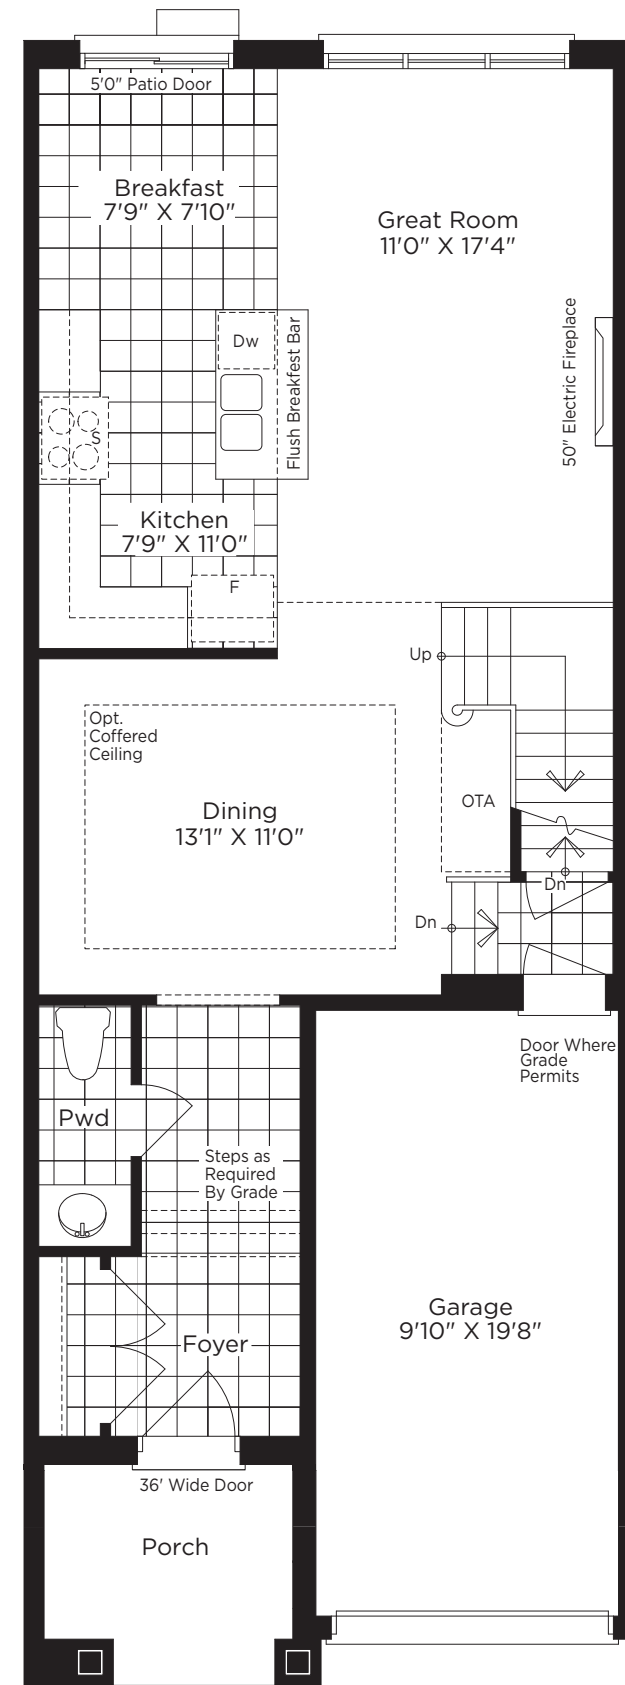 5'0" Patio Door
Breakfast
7'9" X 7'10"
Great Room
11'0" X 17'4"
50" Electric Fireplace
Dw
Flush Breakfest Bar
S
Kitchen
7'9" X 11'0"
F
Up
Opt.
Coffered
Ceiling
OTA
Dining
13'1" X 11'0"
Dn
Dn
Door Where
Grade
Permits
Pwd
Steps as
Required
By Grade
Garage
9'10" X 19'8"
Foyer
36' Wide Door
Porch